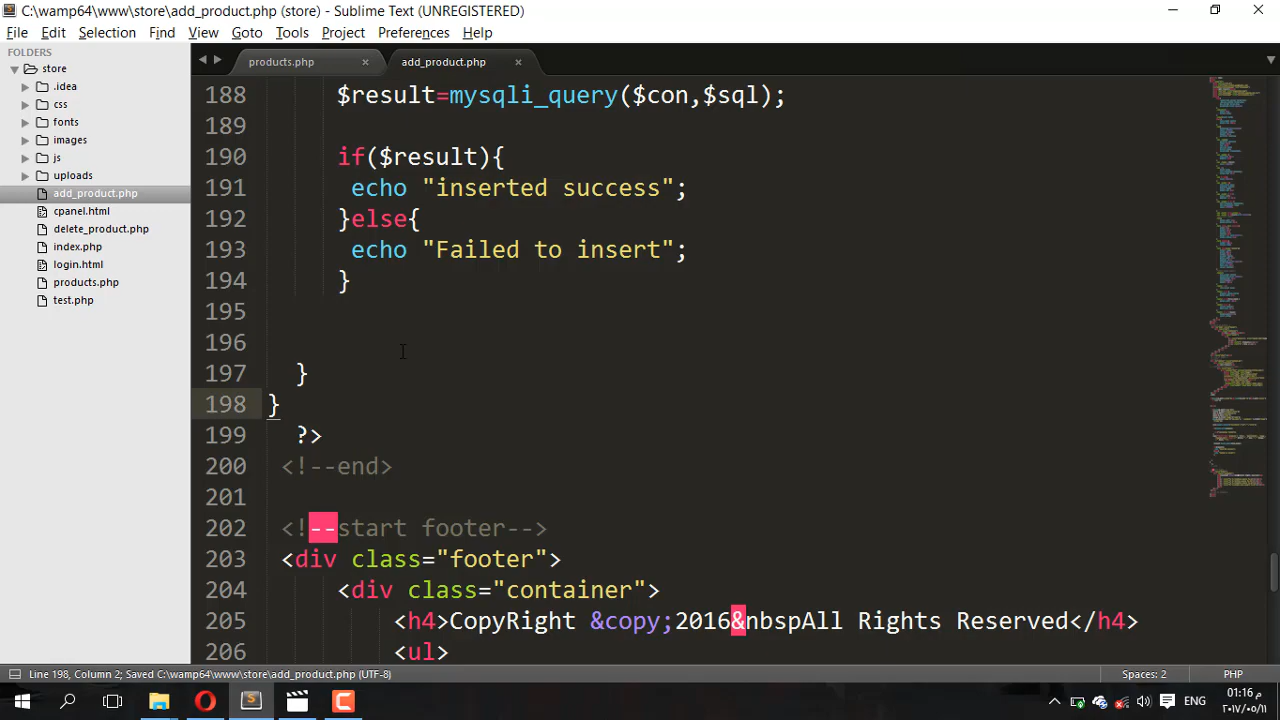 C:\wamp64\www\store\add_product.php (store) - Sublime Text (UNREGISTERED)
File Edit Selection Find View Goto Tools Project Preferences Help
FOLDERS
store
.idea
css
fonts
images
js
uploads
add_product.php
cpanel.html
delete_product.php
index.php
login.html
products.php
test.php
products.php × add_product.php ×
188 $result=mysqli_query($con,$sql);
189
190 if($result){
191 echo "inserted success";
192 }else{
193 echo "Failed to insert";
194 }
195
196
197 }
198 }
199 ?>
200 <!--end>
201
202 <!--start footer-->
203 <div class="footer">
204 <div class="container">
205 <h4>CopyRight &copy;2016&nbspAll Rights Reserved</h4>
206 <ul>
Line 198, Column 2; Saved C:\wamp64\www\store\add_product.php (UTF-8) Spaces: 2 PHP
ENG
01:16 م